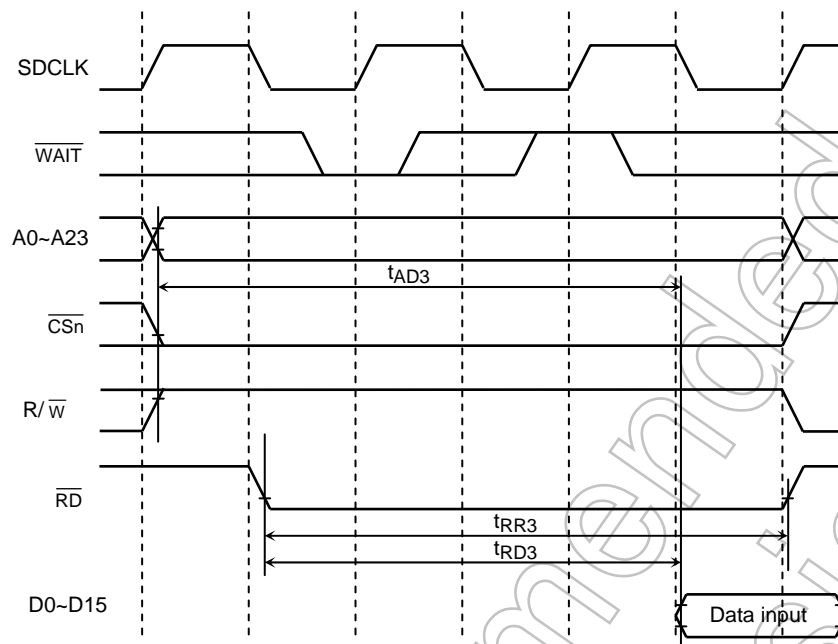 SDCLK
WAIT
A0~A23
tAD3
CSn
R/W
RD
tRR3
tRD3
D0~D15
Data input